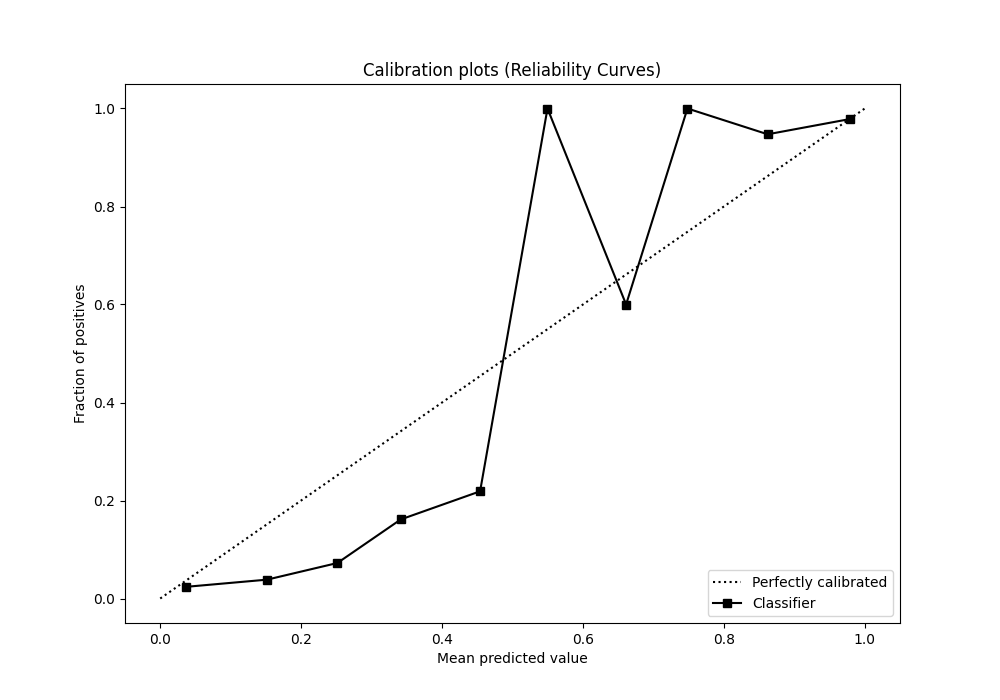 Calibration plots (Reliability Curves)
Fraction of positives
1.0
0.8
0.6
0.4
0.2
0.0
0.0 0.2 0.4 0.6 0.8 1.0
Mean predicted value
Perfectly calibrated
Classifier